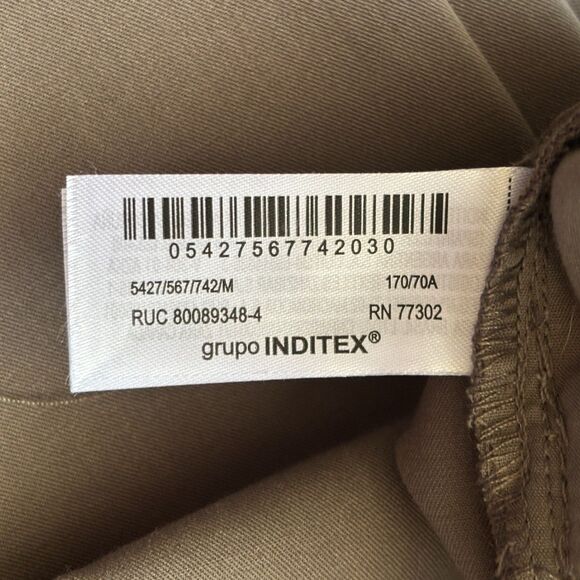 05427567742030
5427/567/742/M 170/70A
RUC 80089348-4 RN 77302
grupo INDITEX®